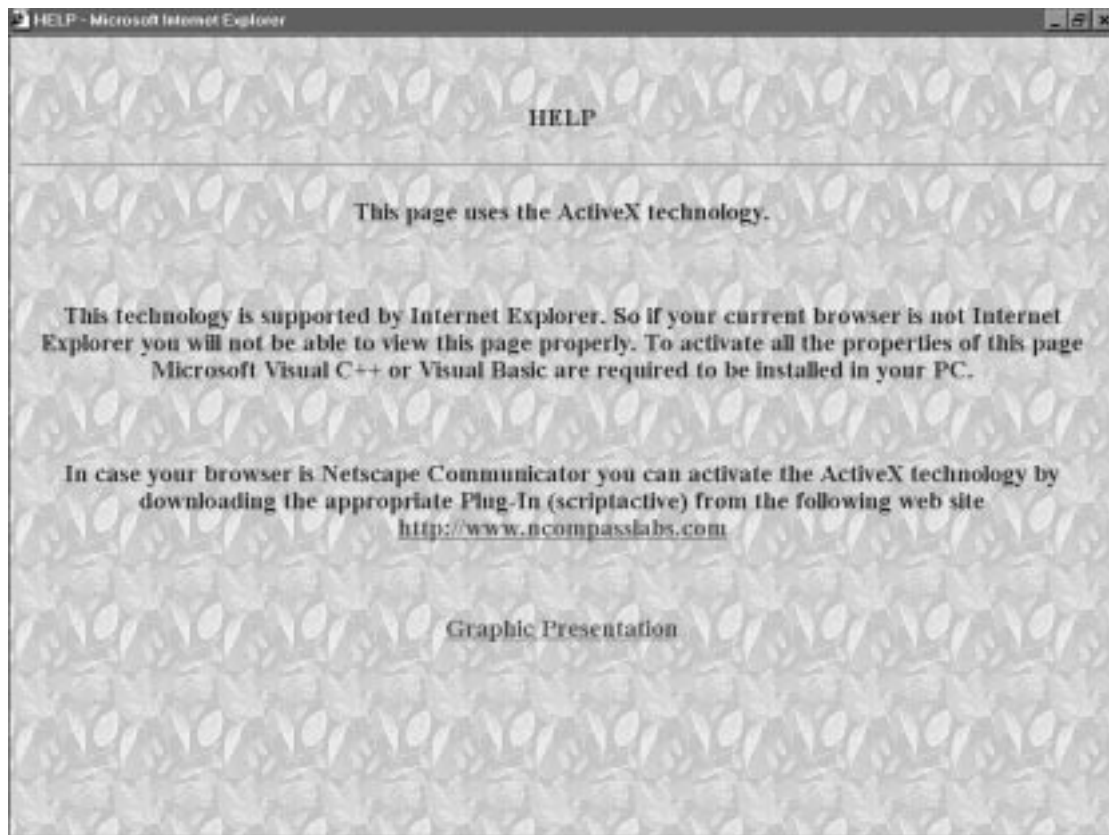 HELP - Microsoft Internet Explorer
HELP
This page uses the ActiveX technology.
This technology is supported by Internet Explorer. So if your current browser is not Internet
Explorer you will not be able to view this page properly. To activate all the properties of this page
Microsoft Visual C++ or Visual Basic are required to be installed in your PC.
In case your browser is Netscape Communicator you can activate the ActiveX technology by
downloading the appropriate Plug-In (scriptactive) from the following web site
http://www.ncompasslabs.com
Graphic Presentation